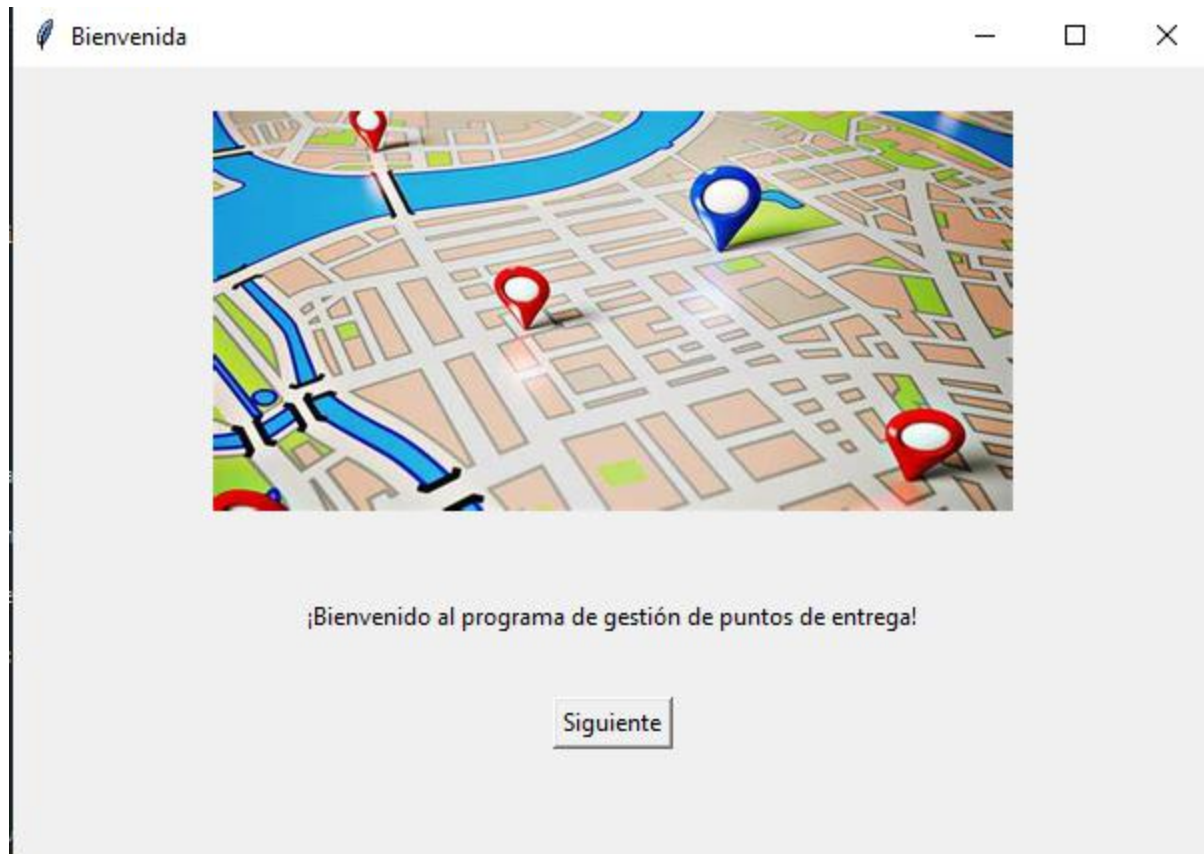 Bienvenida
¡Bienvenido al programa de gestión de puntos de entrega!
Siguiente